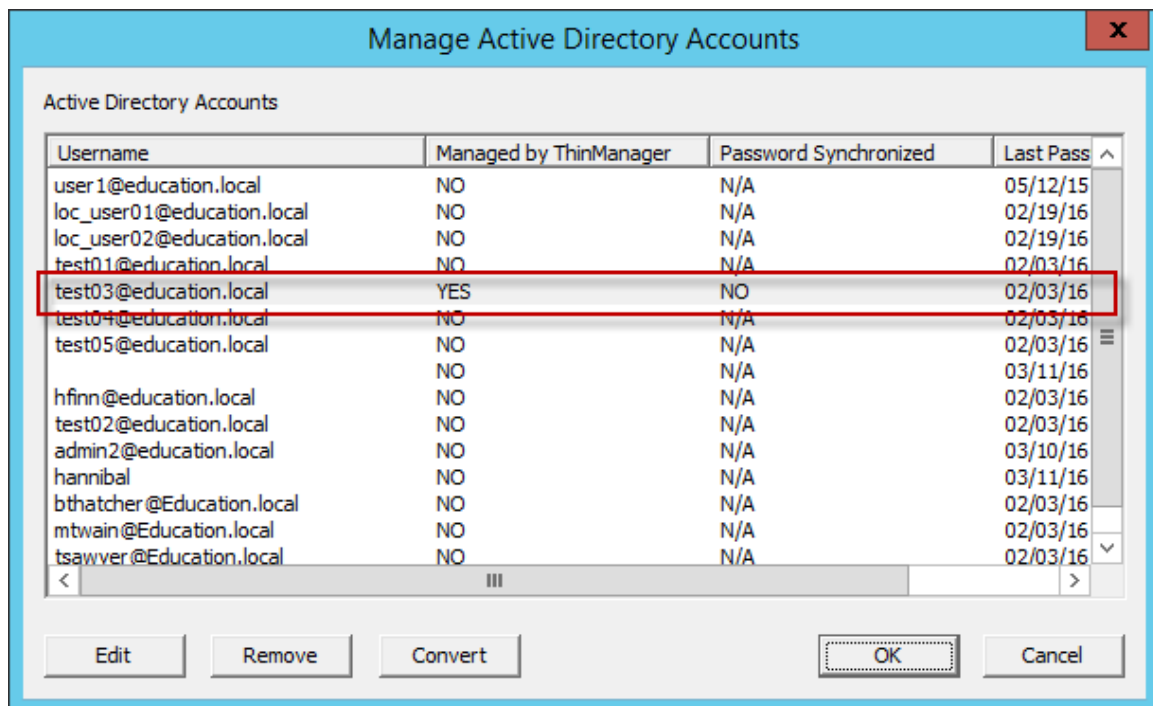 Manage Active Directory Accounts
x
Active Directory Accounts
Username Managed by ThinManager Password Synchronized Last Pass
user1@education.local NO N/A 05/12/15
loc_user01@education.local NO N/A 02/19/16
loc_user02@education.local NO N/A 02/19/16
test01@education.local NO N/A 02/03/16
test03@education.local YES NO 02/03/16
test04@education.local NO N/A 02/03/16
test05@education.local NO N/A 02/03/16
NO N/A 03/11/16
hfinn@education.local NO N/A 02/03/16
test02@education.local NO N/A 02/03/16
admin2@education.local NO N/A 03/10/16
hannibal NO N/A 03/11/16
bthatcher@Education.local NO N/A 02/03/16
mtwain@Education.local NO N/A 02/03/16
tsawyer@Education.local NO N/A 02/03/16
Edit Remove Convert OK Cancel